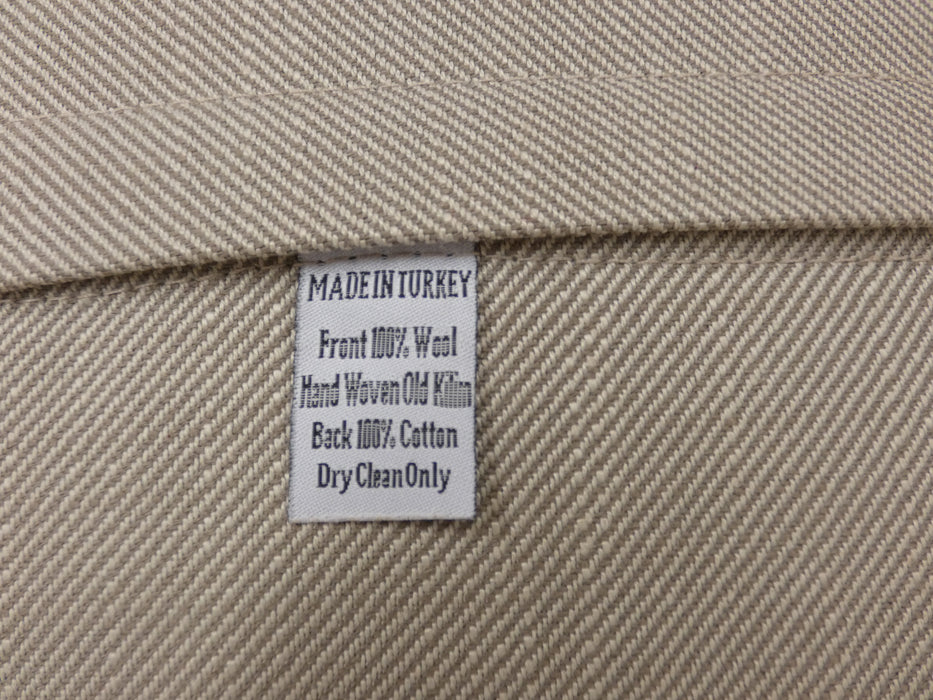 MADE IN TURKEY
Front 100% Wool
Hand Woven Old Kilim
Back 100% Cotton
Dry Clean Only